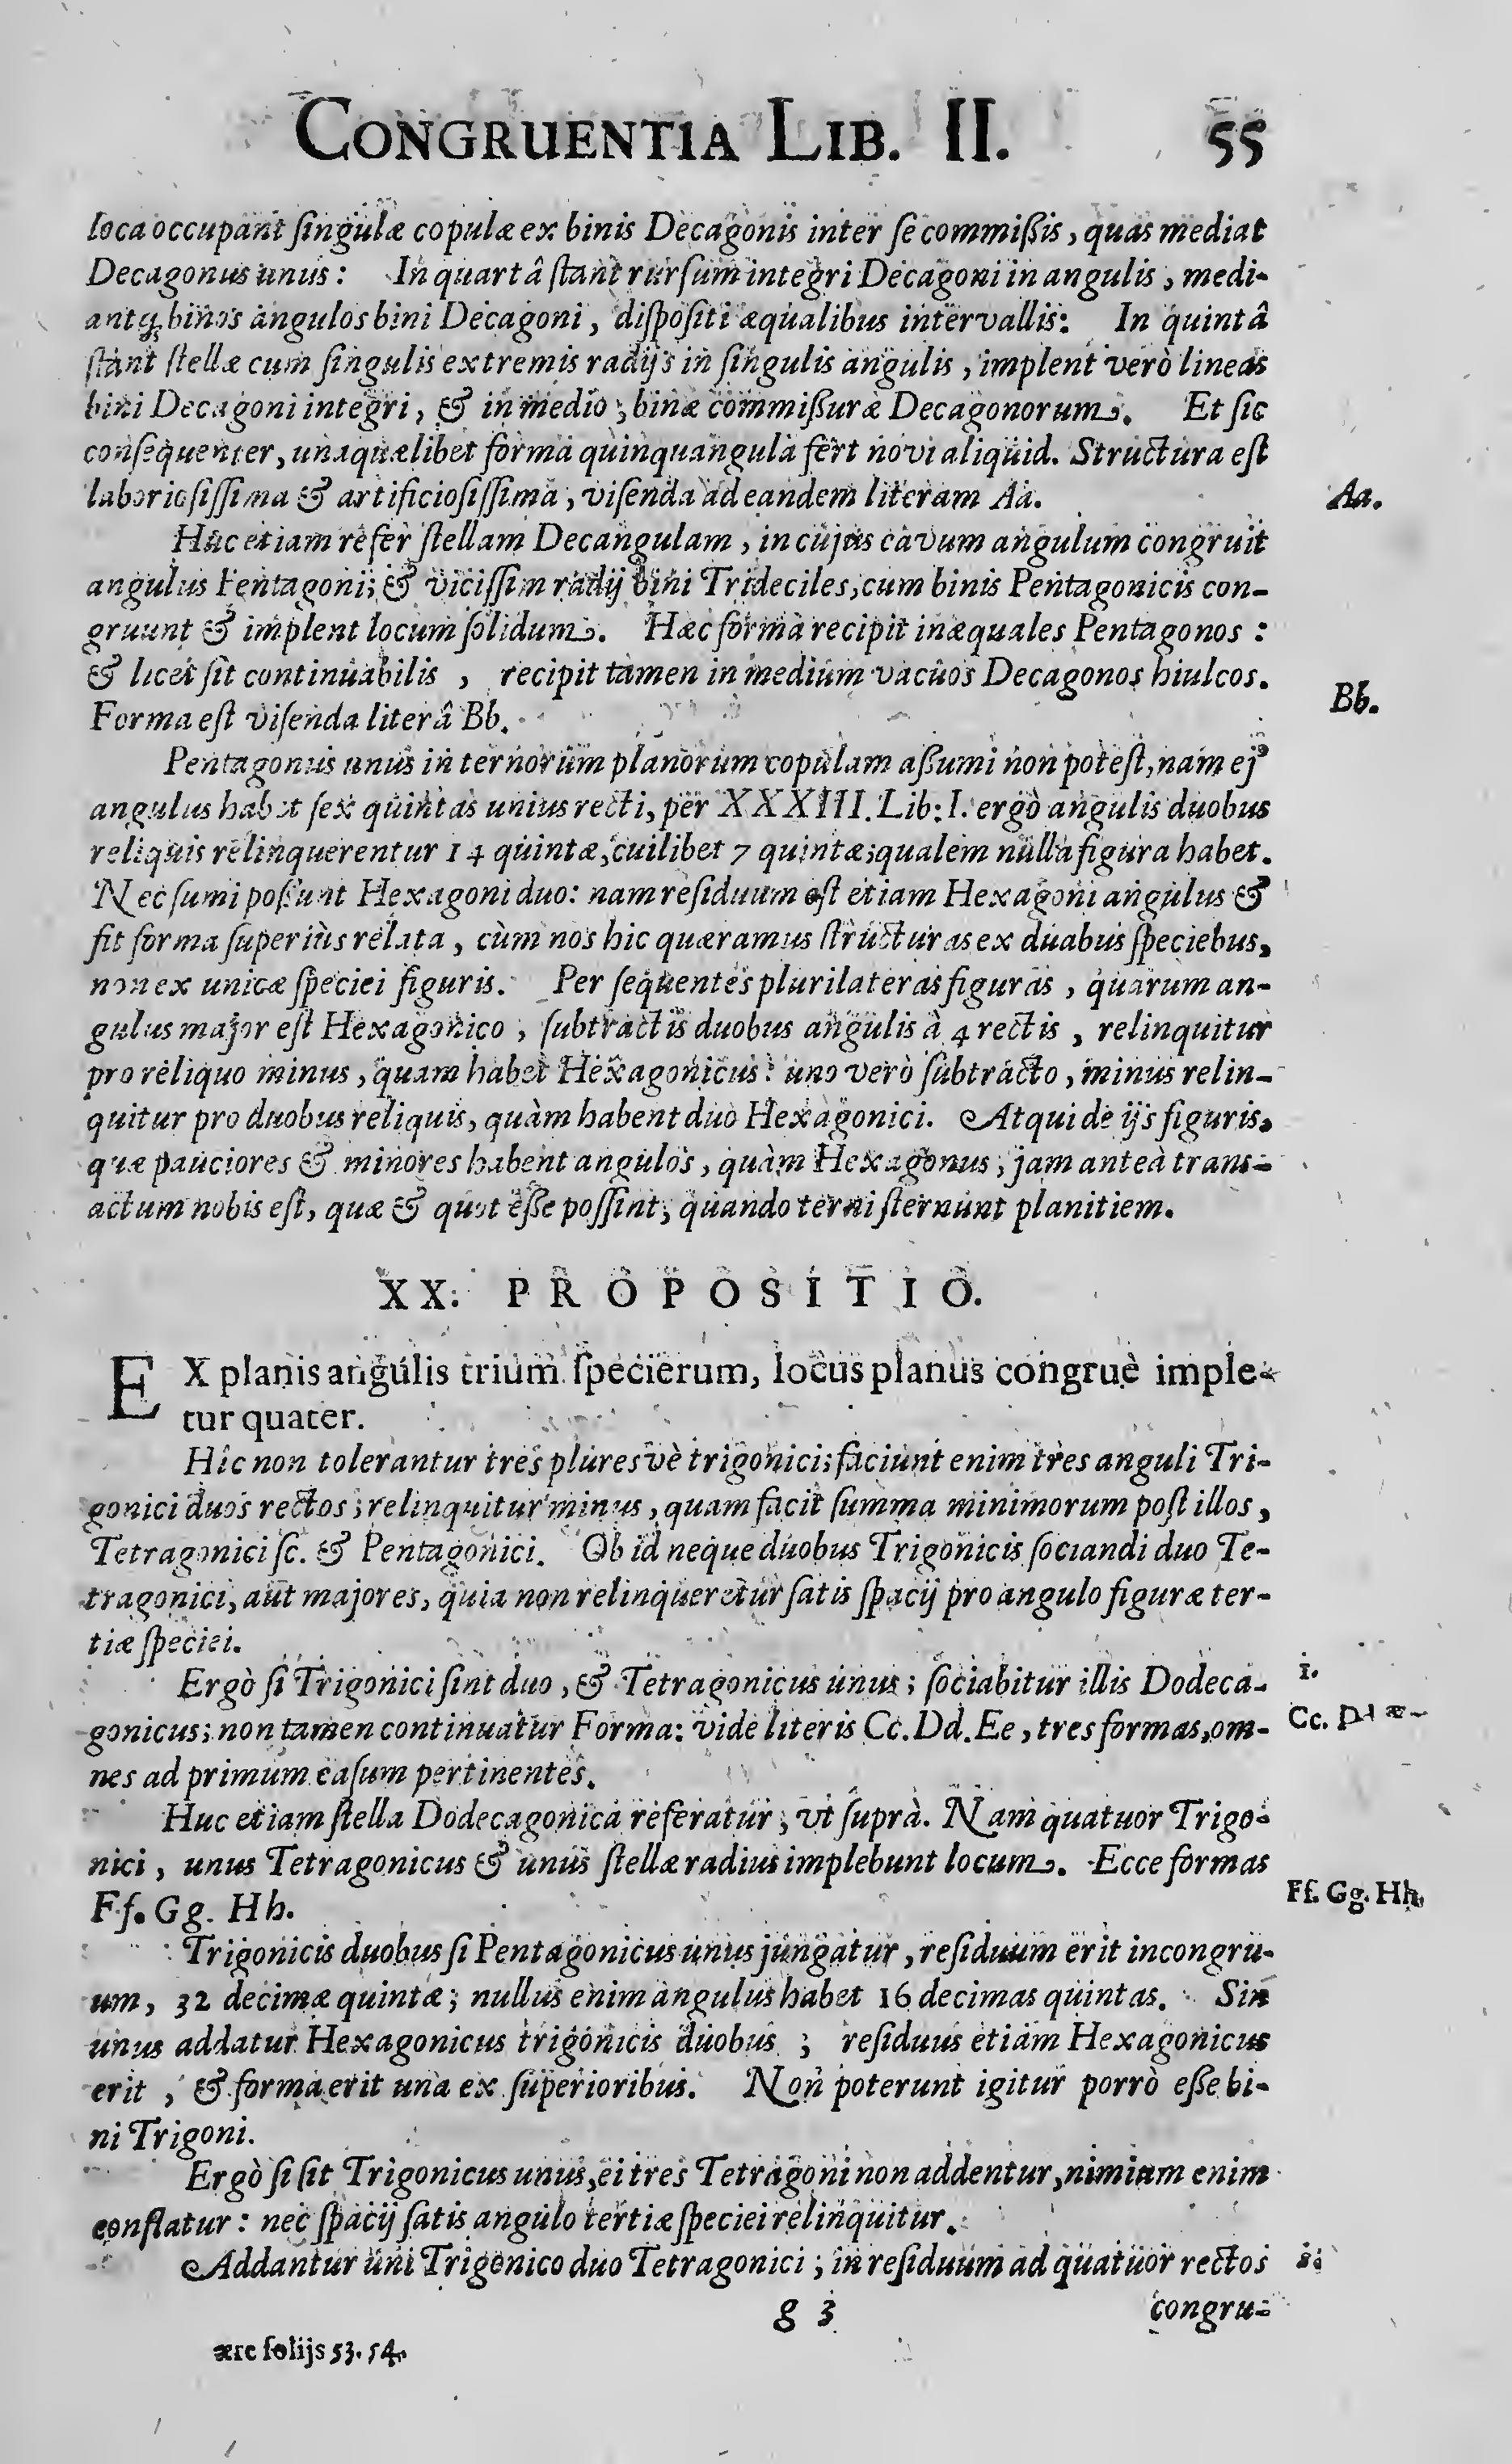 CONGRUENTIA LIB. II. 55
loca occupant ſingulæ copulæ ex binis Decagonis inter ſe commiſſis, quas mediat
Decagonus unus: In quartâ ſtant rurſum integri Decagoni in angulis, medi-
antq; binos angulos bini Decagoni, diſpoſiti æqualibus intervallis: In quintâ
ſtant ſtellæ cum ſingulis extremis radijs in ſingulis angulis, implent verò lineas
bini Decagoni integri, & in medio, binæ commiſſuræ Decagonorum. Et ſic
conſequenter, unaquælibet forma quinquangula fert novi aliquid. Structura eſt
laborioſiſſima & artificioſiſſima, viſenda ad eandem literam Aa.
Aa.
Huc etiam refer ſtellam Decangulam, in cujus cavum angulum congruit
angulus Pentagoni; & viciſſim radij bini Trideciles, cum binis Pentagonicis con-
gruunt & implent locum ſolidum. Hæc forma recipit inæquales Pentagonos:
& licet ſit continuabilis, recipit tamen in medium vacuos Decagonos hiulcos.
Forma eſt viſenda literâ Bb.
Bb.
Pentagonus unus in ternorum planorum copulam aſſumi non poteſt, nam ej9
angulus habet ſex quintas unius recti, per XXXIII. Lib: I. ergò angulis duobus
reliquis relinquerentur 14 quintæ, cuilibet 7 quintæ; qualem nulla figura habet.
Nec ſumi poſſunt Hexagoni duo: nam reſiduum eſt etiam Hexagoni angulus &
fit forma ſuperiùs relata, cùm nos hic quæramus ſtructuras ex duabus ſpeciebus,
non ex unicæ ſpeciei figuris. Per ſequentes plurilateras figuras, quarum an-
gulus major eſt Hexagonico, ſubtractis duobus angulis à 4 rectis, relinquitur
pro reliquo minus, quam habet Hexagonicus: uno verò ſubtracto, minus relin-
quitur pro duobus reliquis, quàm habent duo Hexagonici. Atqui de ijs figuris,
quæ pauciores & minores habent angulos, quàm Hexagonus, jam anteà trans-
actum nobis eſt, quæ & quot eſſe poſſint, quando terni ſternunt planitiem.
XX. PROPOSITIO.
EX planis angulis trium ſpecierum, locus planus congruè imple-
tur quater.
Hic non tolerantur tres pluresvè trigonici; faciunt enim tres anguli Tri-
gonici duos rectos; relinquitur minus, quam facit ſumma minimorum poſt illos,
Tetragonici ſc. & Pentagonici. Ob id neque duobus Trigonicis ſociandi duo Te-
tragonici, aut majores, quia non relinqueretur ſatis ſpacij pro angulo figuræ ter-
tiæ ſpeciei.
Ergò ſi Trigonici ſint duo, & Tetragonicus unus; ſociabitur illis Dodeca-
1.
gonicus; non tamen continuatur Forma: vide literis Cc. Dd. Ee, tres formas, om-
Cc.
nes ad primum caſum pertinentes.
Huc etiam ſtella Dodecagonica referatur, vt ſuprà. Nam quatuor Trigo-
nici, unus Tetragonicus & unus ſtellæ radius implebunt locum. Ecce formas
Ff. Gg. Hh.
Ff. Gg. Hh.
Trigonicis duobus ſi Pentagonicus unus jungatur, reſiduum erit incongru-
um, 32 decimæ quintæ; nullus enim angulus habet 16 decimas quintas. Sin
unus addatur Hexagonicus trigonicis duobus; reſiduus etiam Hexagonicus
erit, & forma erit una ex ſuperioribus. Non poterunt igitur porrò eſſe bi-
ni Trigoni.
Ergò ſi ſit Trigonicus unus, ei tres Tetragoni non addentur, nimium enim
conflatur: nec ſpacij ſatis angulo tertiæ ſpeciei relinquitur.
Addantur uni Trigonico duo Tetragonici; in reſiduum ad quatuor rectos
g 3 congru-
ære folijs 53. 54.